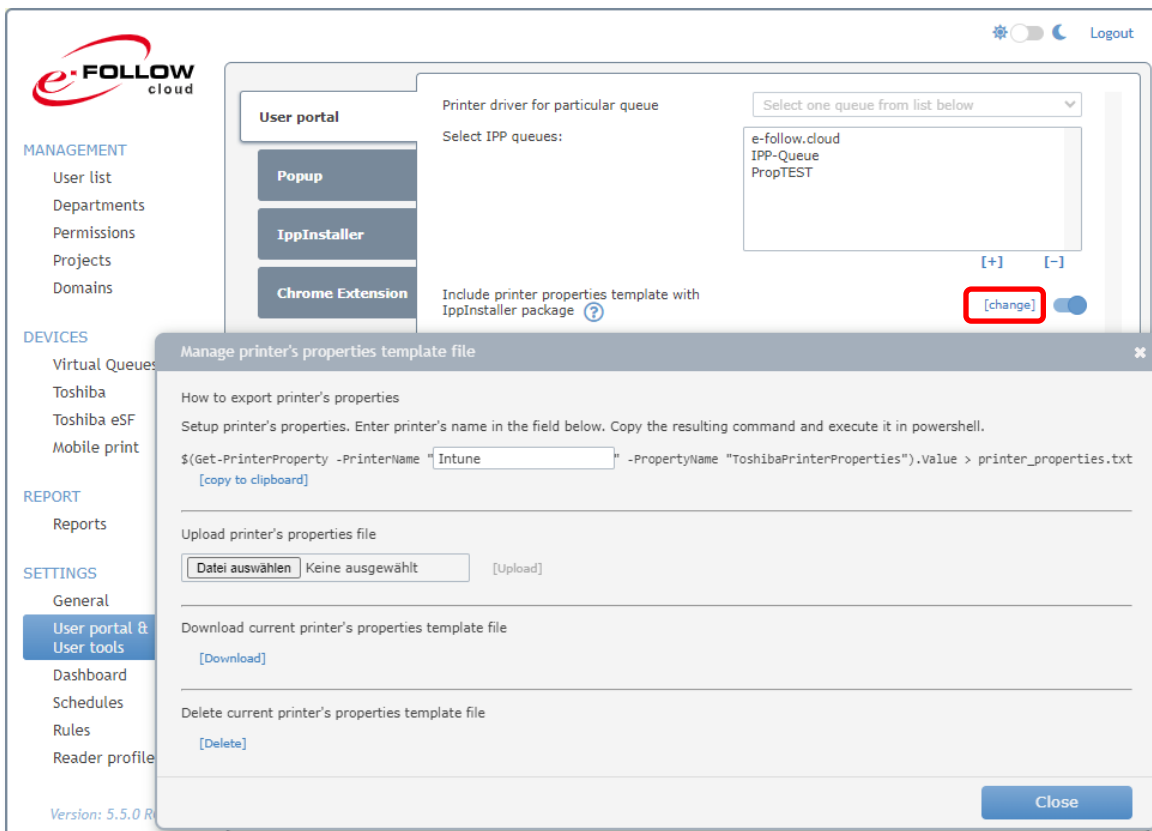 Logout
e-FOLLOW
cloud
MANAGEMENT
User list
Departments
Permissions
Projects
Domains
DEVICES
Virtual Queues
Toshiba
Toshiba eSF
Mobile print
REPORT
Reports
SETTINGS
General
User portal &
User tools
Dashboard
Schedules
Rules
Reader profile
Version: 5.5.0
User portal
Popup
IppInstaller
Chrome Extension
Printer driver for particular queue
Select one queue from list below
Select IPP queues:
e-follow.cloud
IPP-Queue
PropTEST
[+] [-]
Include printer properties template with
IppInstaller package ?
[change]
Manage printer's properties template file
How to export printer's properties
Setup printer's properties. Enter printer's name in the field below. Copy the resulting command and execute it in powershell.
$(Get-PrinterProperty -PrinterName "Intune" -PropertyName "ToshibaPrinterProperties").Value > printer_properties.txt
[copy to clipboard]
Upload printer's properties file
Datei auswählen Keine ausgewählt [Upload]
Download current printer's properties template file
[Download]
Delete current printer's properties template file
[Delete]
Close